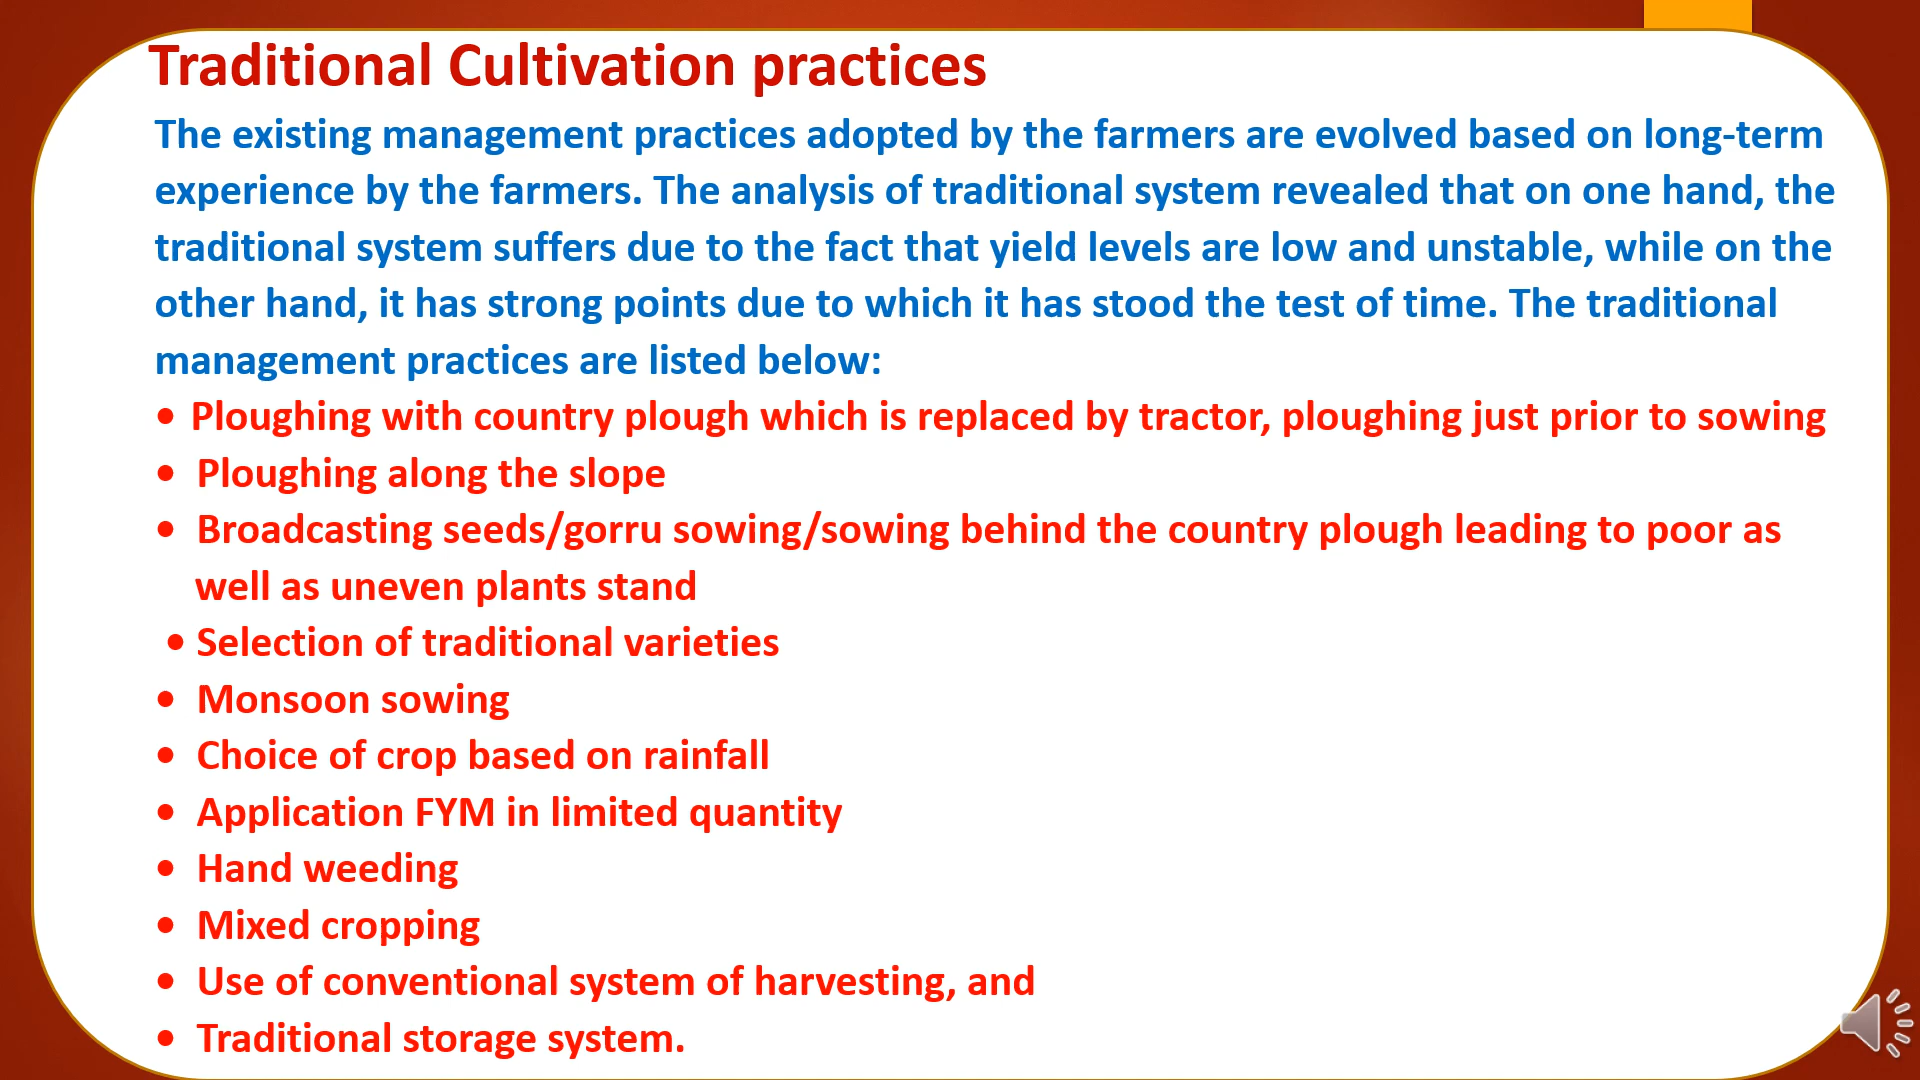 Traditional Cultivation practices
The existing management practices adopted by the farmers are evolved based on long-term
experience by the farmers. The analysis of traditional system revealed that on one hand, the
traditional system suffers due to the fact that yield levels are low and unstable, while on the
other hand, it has strong points due to which it has stood the test of time. The traditional
management practices are listed below:
• Ploughing with country plough which is replaced by tractor, ploughing just prior to sowing
• Ploughing along the slope
• Broadcasting seeds/gorru sowing/sowing behind the country plough leading to poor as
well as uneven plants stand
• Selection of traditional varieties
• Monsoon sowing
• Choice of crop based on rainfall
• Application FYM in limited quantity
• Hand weeding
• Mixed cropping
• Use of conventional system of harvesting, and
• Traditional storage system.